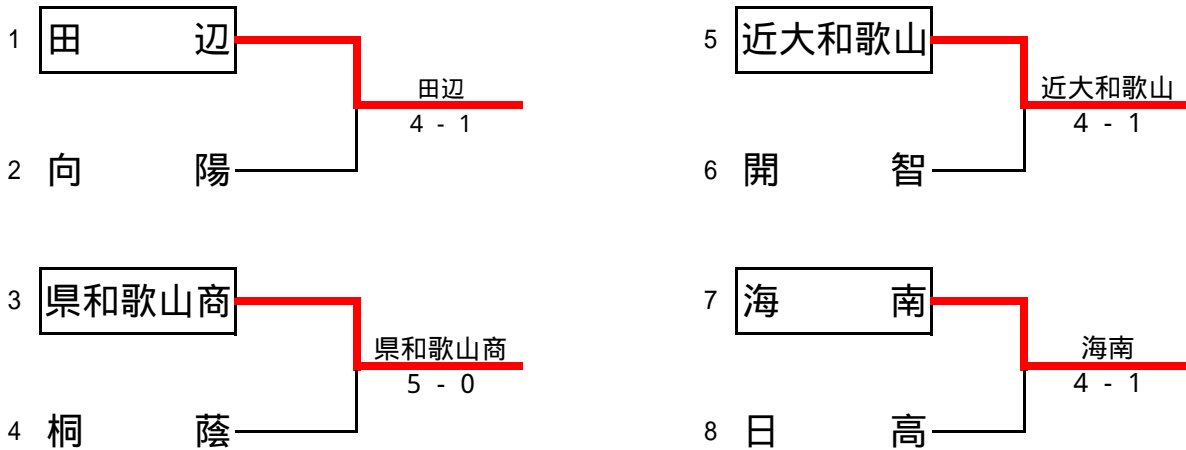 1 田辺
田辺
4 - 1
2 向陽
3 県和歌山商
県和歌山商
5 - 0
4 桐蔭
5 近大和歌山
近大和歌山
4 - 1
6 開智
7 海南
海南
4 - 1
8 日高